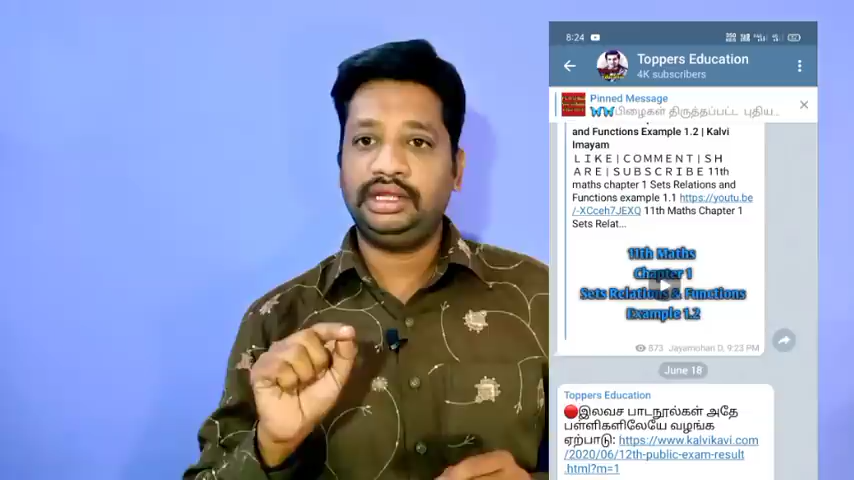 8:24
Toppers Education
4K subscribers
Pinned Message
பிழைகள் திருத்தப்பட்ட புதிய...
and Functions Example 1.2 | Kalvi
Imayam
L I K E | C O M M E N T | S H
A R E | S U B S C R I B E 11th
maths chapter 1 Sets Relations and
Functions example 1.1 https://youtu.be
/-XCceh7JEXQ 11th Maths Chapter 1
Sets Relat...
11th Maths
Chapter 1
Sets Relations & Functions
Example 1.2
873 Jayamohan D, 9:23 PM
June 18
Toppers Education
இலவச பாடநூல்கள் அதே
பள்ளிகளிலேயே வழங்க
ஏற்பாடு: https://www.kalvikavi.com
/2020/06/12th-public-exam-result
.html?m=1